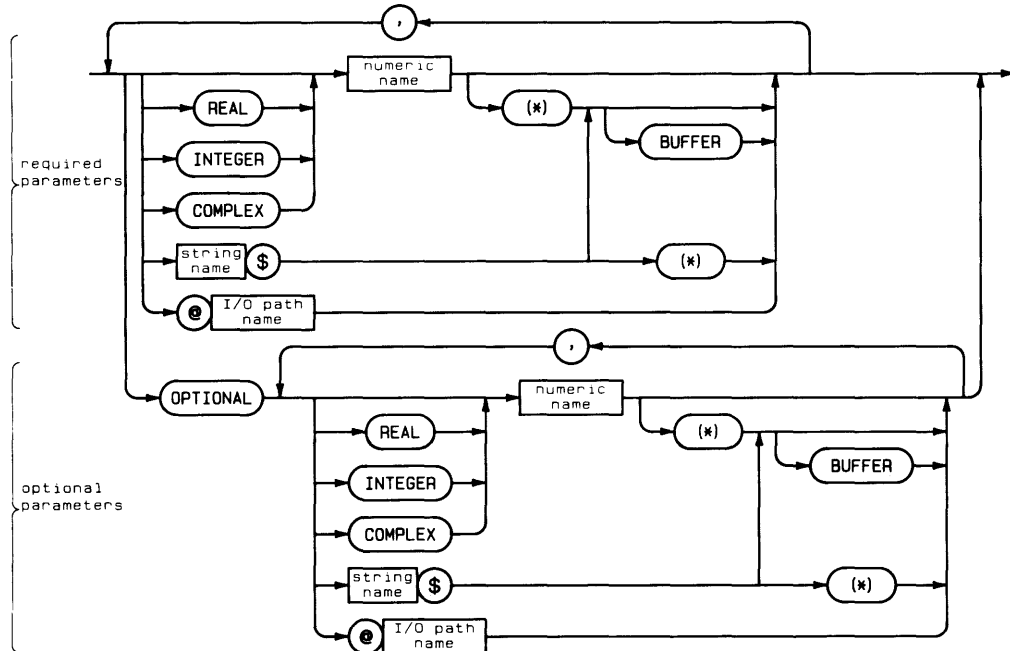 ,
numeric
name
(*)
REAL
BUFFER
INTEGER
required
parameters
COMPLEX
string
name
$
(*)
@
I/O path
name
,
OPTIONAL
numeric
name
(*)
REAL
BUFFER
INTEGER
optional
parameters
COMPLEX
string
name
$
(*)
@
I/O path
name